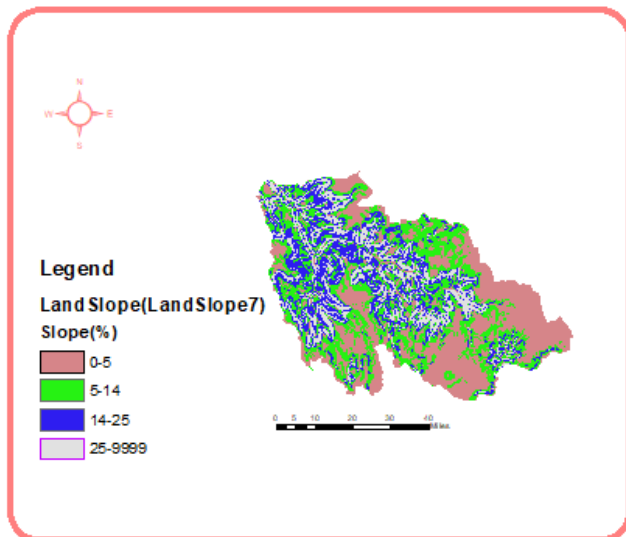 N
W E
S
Legend
Land Slope(LandSlope7)
Slope(%)
0-5
5-14
14-25
25-9999
0 5 10 20 30 40
Miles